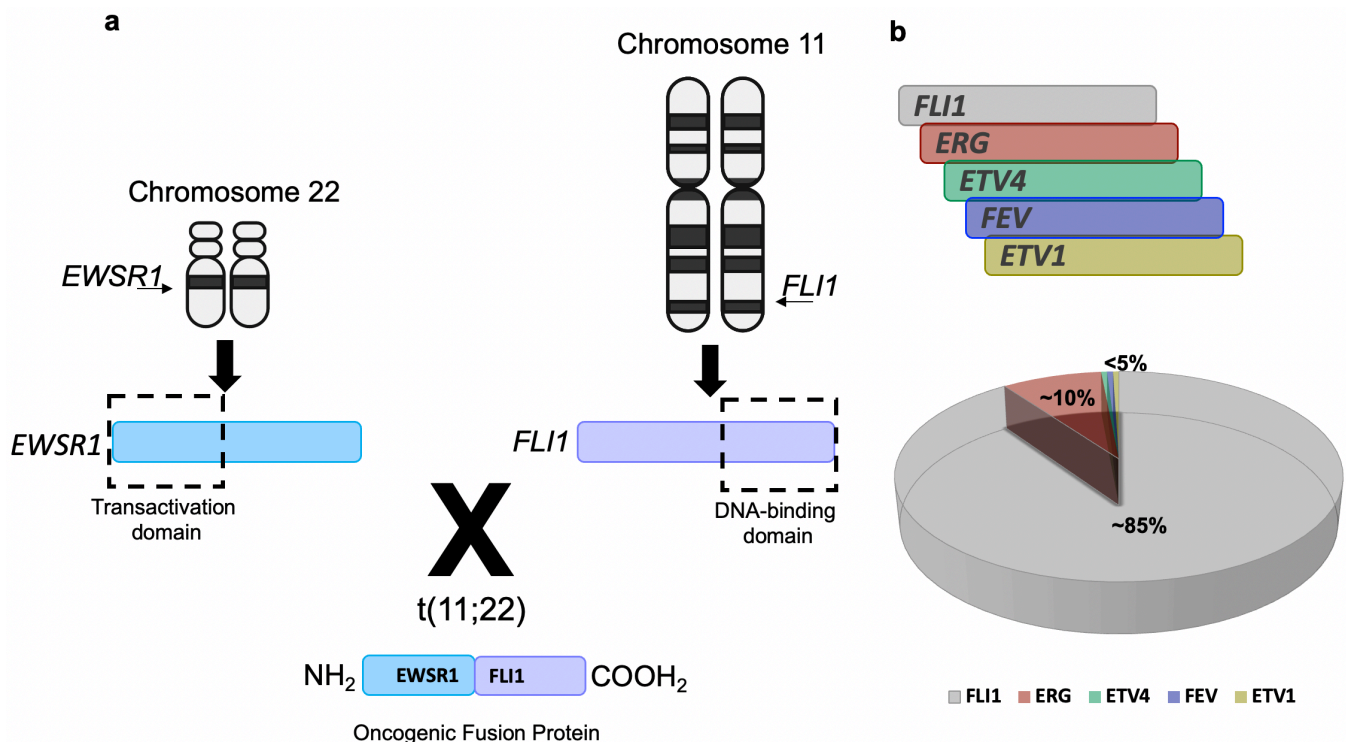 a
Chromosome 22
EWSR1
Chromosome 11
FLI1
EWSR1
Transactivation
domain
FLI1
DNA-binding
domain
X
t(11;22)
NH₂
EWSR1
FLI1
COOH₂
Oncogenic Fusion Protein
b
FLI1
ERG
ETV4
FEV
ETV1
<5%
~10%
~85%
FLI1 ERG ETV4 FEV ETV1